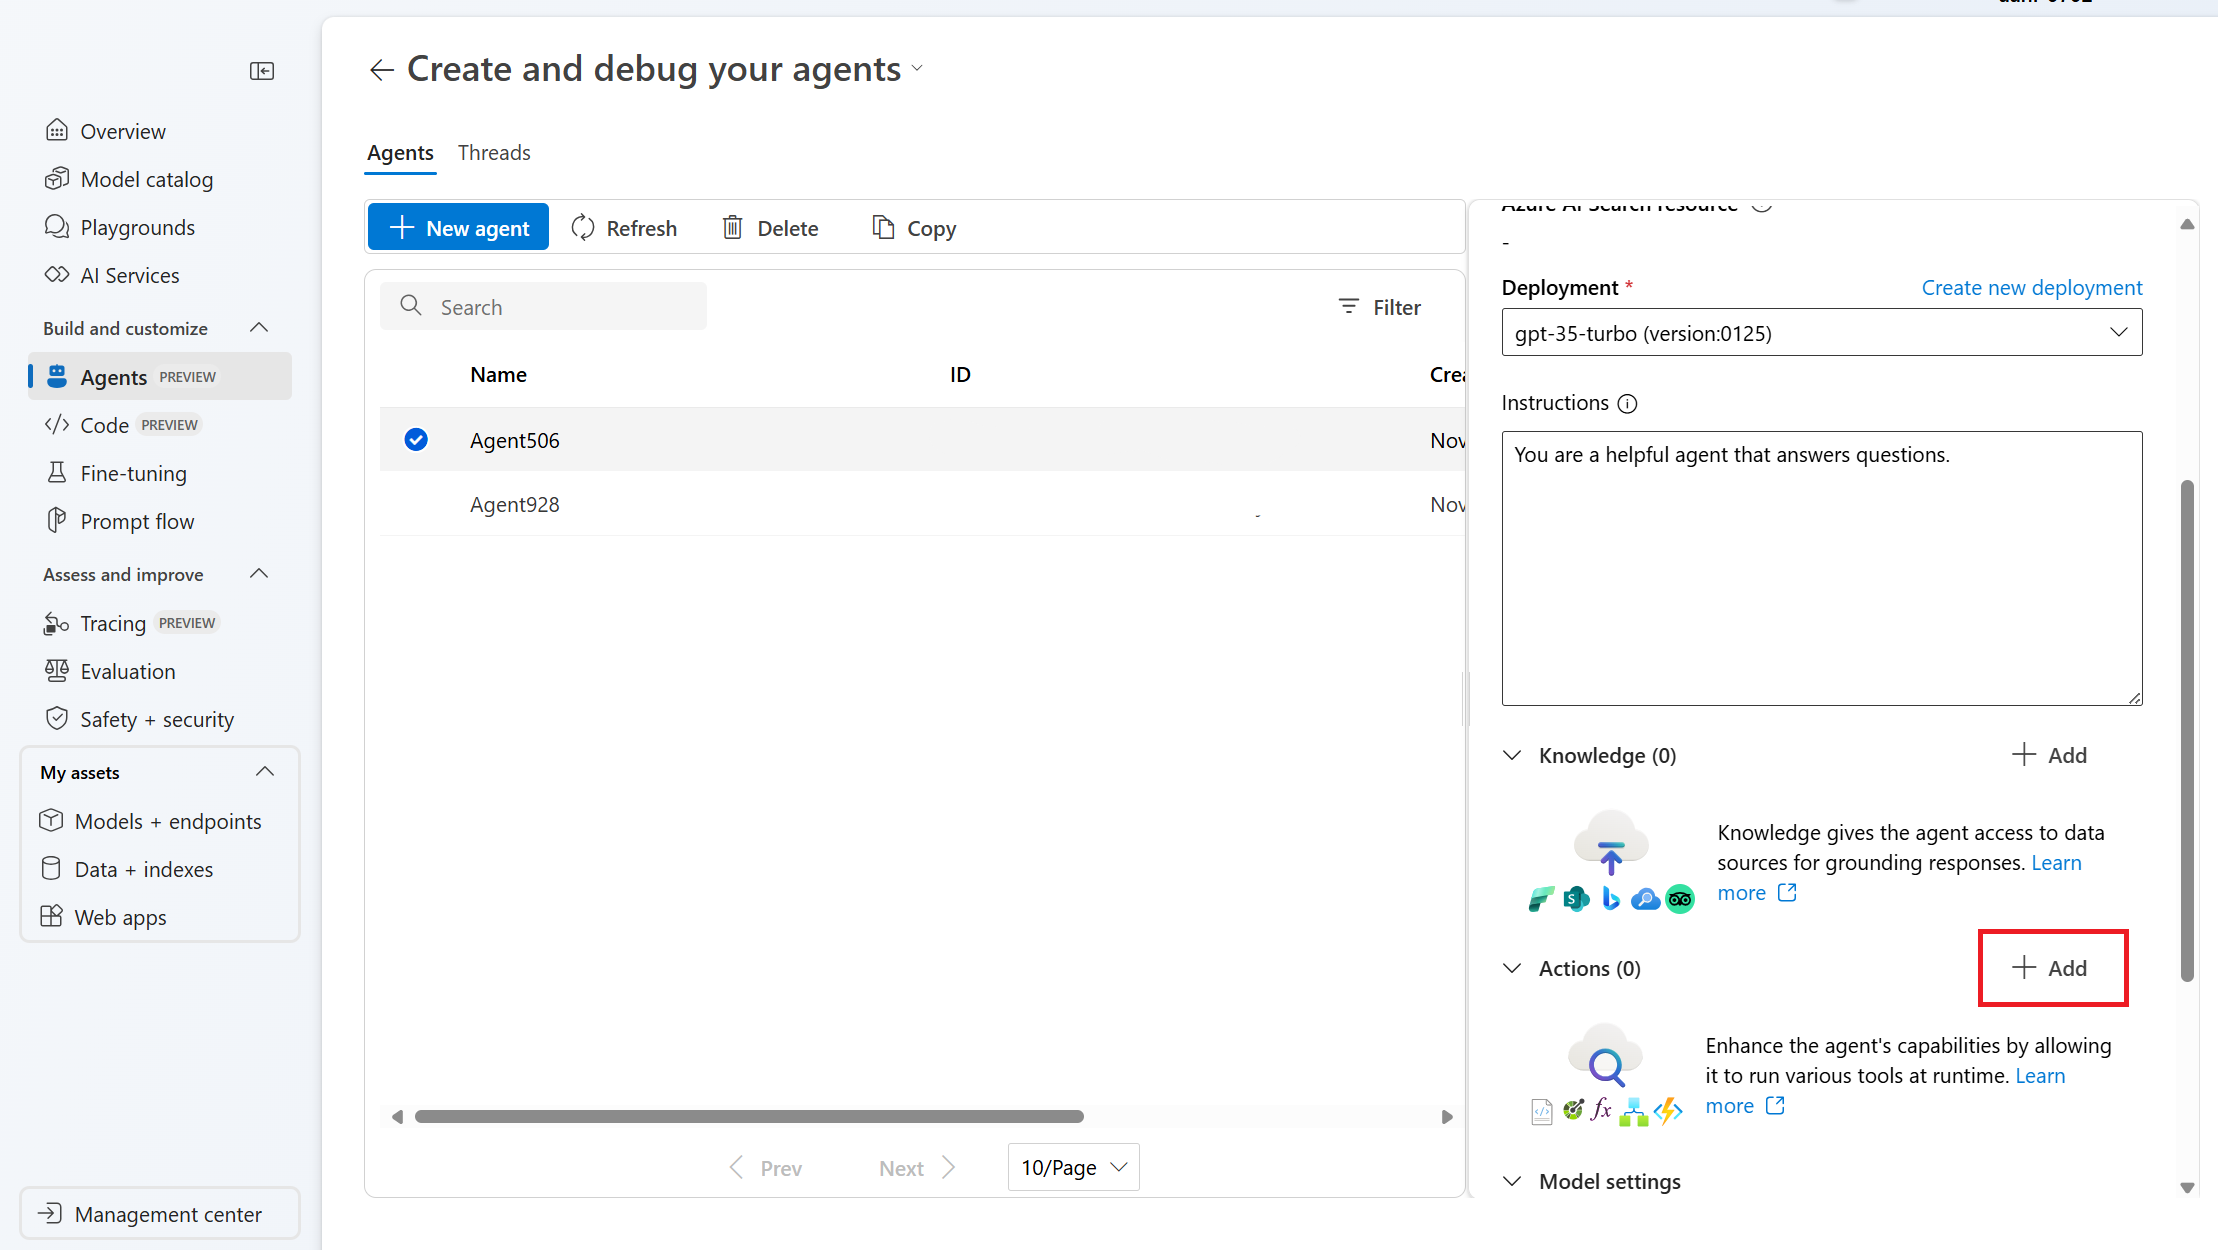 Create and debug your agents
Overview
Model catalog
Playgrounds
AI Services
Build and customize
Agents PREVIEW
Code PREVIEW
Fine-tuning
Prompt flow
Assess and improve
Tracing PREVIEW
Evaluation
Safety + security
My assets
Models + endpoints
Data + indexes
Web apps
Management center
Agents Threads
New agent Refresh Delete Copy
Search Filter
Name ID Crea
Agent506 Nov
Agent928 Nov
Prev Next 10/Page
Azure AI Search resource
-
Deployment * Create new deployment
gpt-35-turbo (version:0125)
Instructions
You are a helpful agent that answers questions.
Knowledge (0) Add
Knowledge gives the agent access to data
sources for grounding responses. Learn
more
Actions (0) Add
Enhance the agent's capabilities by allowing
it to run various tools at runtime. Learn
more
Model settings